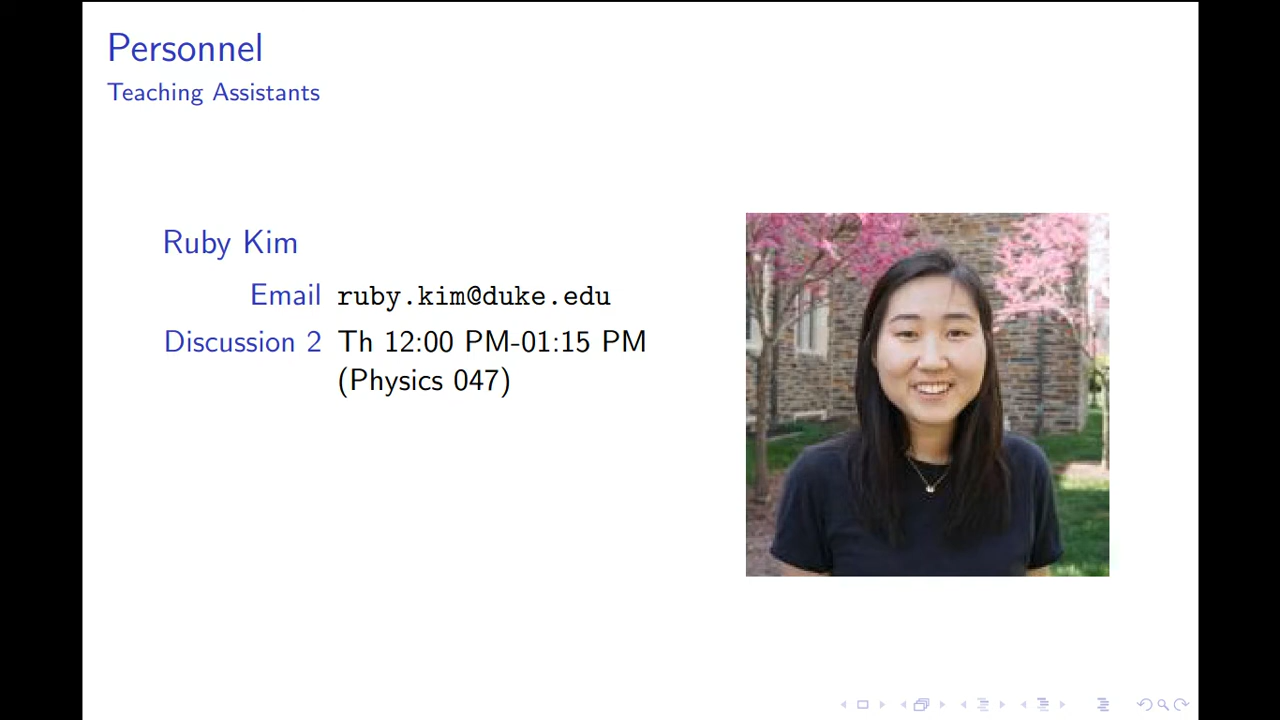 Personnel
Teaching Assistants
Ruby Kim
Email ruby.kim@duke.edu
Discussion 2 Th 12:00 PM-01:15 PM
(Physics 047)